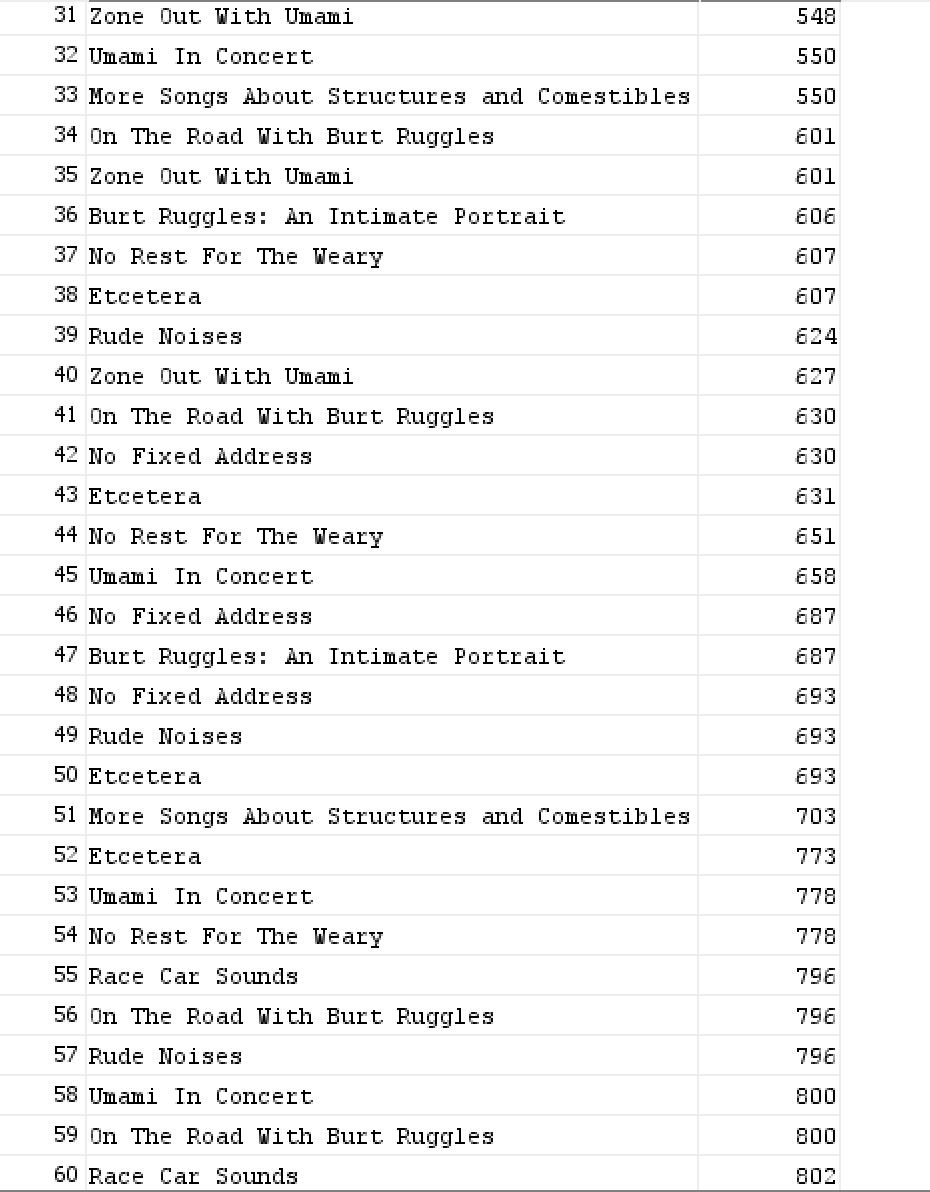 31 Zone Out With Umami 548
32 Umami In Concert 550
33 More Songs About Structures and Comestibles 550
34 On The Road With Burt Ruggles 601
35 Zone Out With Umami 601
36 Burt Ruggles: An Intimate Portrait 606
37 No Rest For The Weary 607
38 Etcetera 607
39 Rude Noises 624
40 Zone Out With Umami 627
41 On The Road With Burt Ruggles 630
42 No Fixed Address 630
43 Etcetera 631
44 No Rest For The Weary 651
45 Umami In Concert 658
46 No Fixed Address 687
47 Burt Ruggles: An Intimate Portrait 687
48 No Fixed Address 693
49 Rude Noises 693
50 Etcetera 693
51 More Songs About Structures and Comestibles 703
52 Etcetera 773
53 Umami In Concert 778
54 No Rest For The Weary 778
55 Race Car Sounds 796
56 On The Road With Burt Ruggles 796
57 Rude Noises 796
58 Umami In Concert 800
59 On The Road With Burt Ruggles 800
60 Race Car Sounds 802